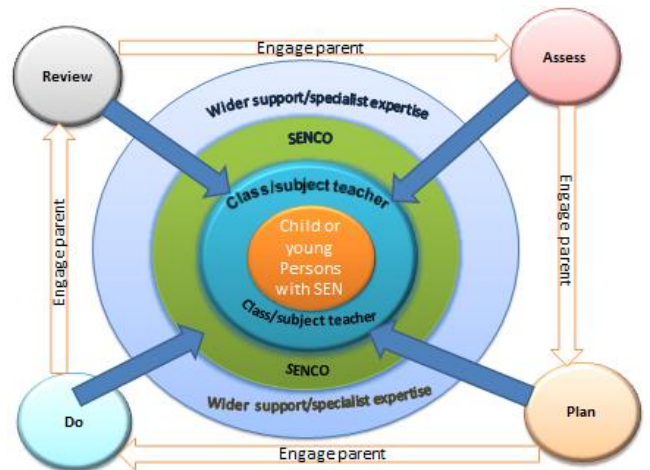 Engage parent
Review
Assess
Wider support/specialist expertise
SENCO
Class/subject teacher
Child or
young
Persons
with SEN
Engage parent
Engage parent
Class/subject teacher
SENCO
Wider support/specialist expertise
Do
Plan
Engage parent